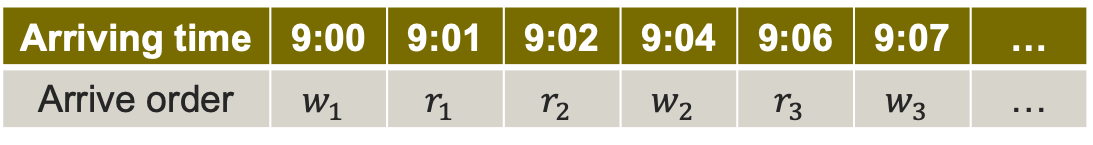 Arriving time 9:00 9:01 9:02 9:04 9:06 9:07 ...
Arrive order w₁ r₁ r₂ w₂ r₃ w₃ ...